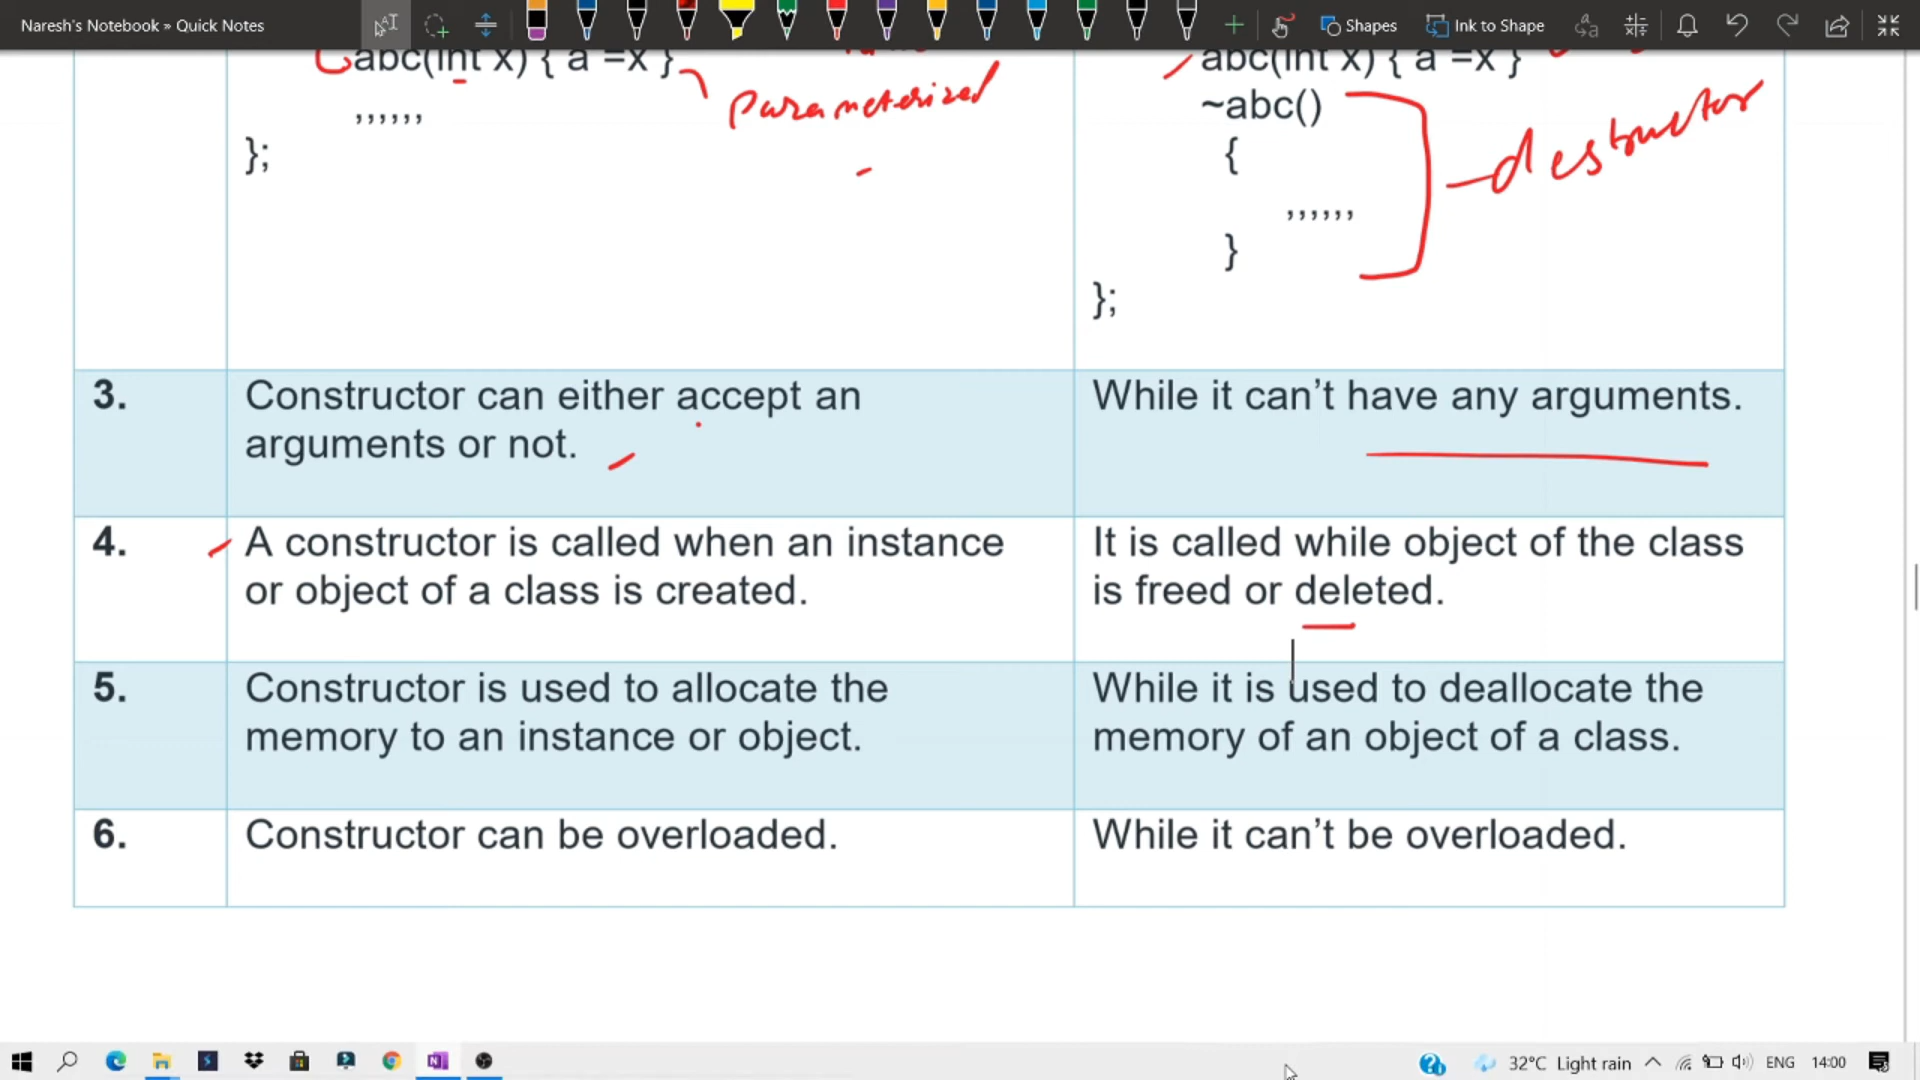 Naresh's Notebook » Quick Notes
Shapes
Ink to Shape
abc(int x) { a =x }
Parameterized
,,,,,,
};
abc(int x) { a =x }
~abc()
{
,,,,,,
}
};
destructor
3.
Constructor can either accept an
arguments or not.
While it can’t have any arguments.
4.
A constructor is called when an instance
or object of a class is created.
It is called while object of the class
is freed or deleted.
5.
Constructor is used to allocate the
memory to an instance or object.
While it is used to deallocate the
memory of an object of a class.
6.
Constructor can be overloaded.
While it can’t be overloaded.
32°C Light rain
ENG
14:00